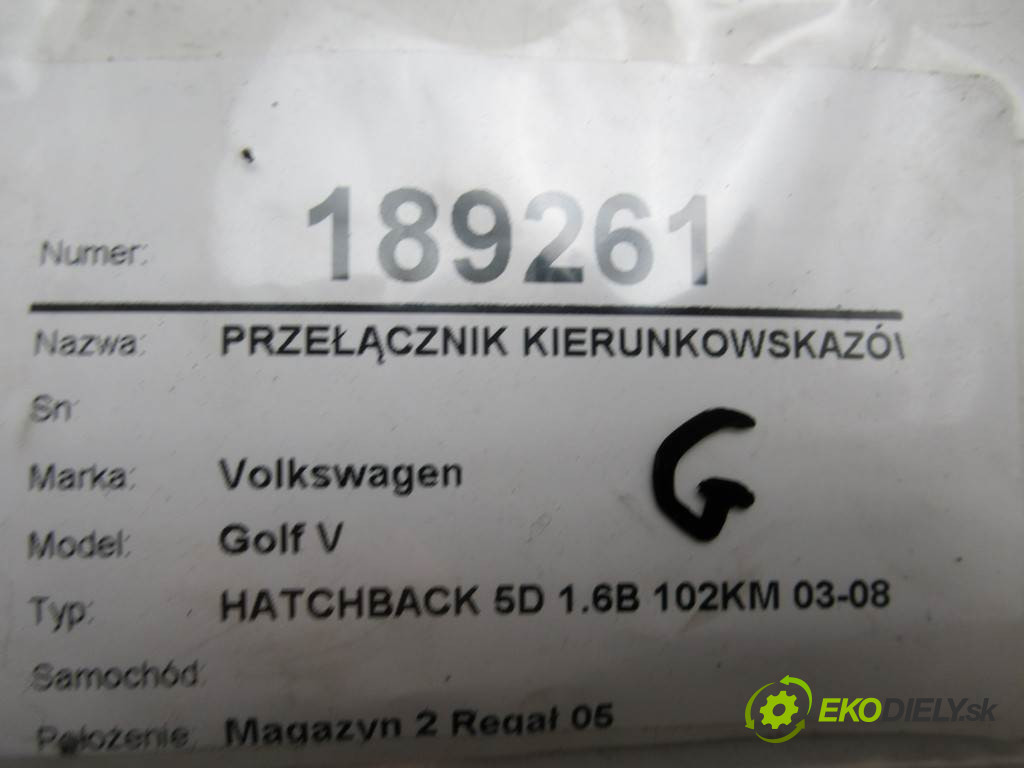 Numer: 189261
Nazwa: PRZEŁĄCZNIK KIERUNKOWSKAZÓ
Sn:
Marka: Volkswagen
G
Model: Golf V
Typ: HATCHBACK 5D 1.6B 102KM 03-08
Samochód:
Położenie: Magazyn 2 Regał 05
EKODIELY.sk